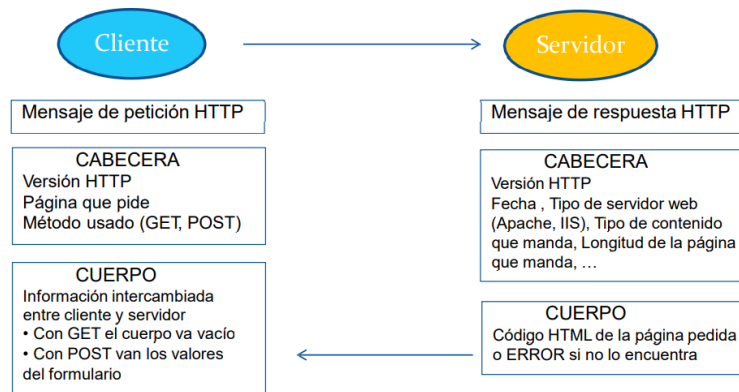 Cliente
Servidor
Mensaje de petición HTTP
Mensaje de respuesta HTTP
CABECERA
Versión HTTP
Página que pide
Método usado (GET, POST)
CABECERA
Versión HTTP
Fecha , Tipo de servidor web
(Apache, IIS), Tipo de contenido
que manda, Longitud de la página
que manda, …
CUERPO
Información intercambiada
entre cliente y servidor
• Con GET el cuerpo va vacío
• Con POST van los valores
del formulario
CUERPO
Código HTML de la página pedida
o ERROR si no lo encuentra